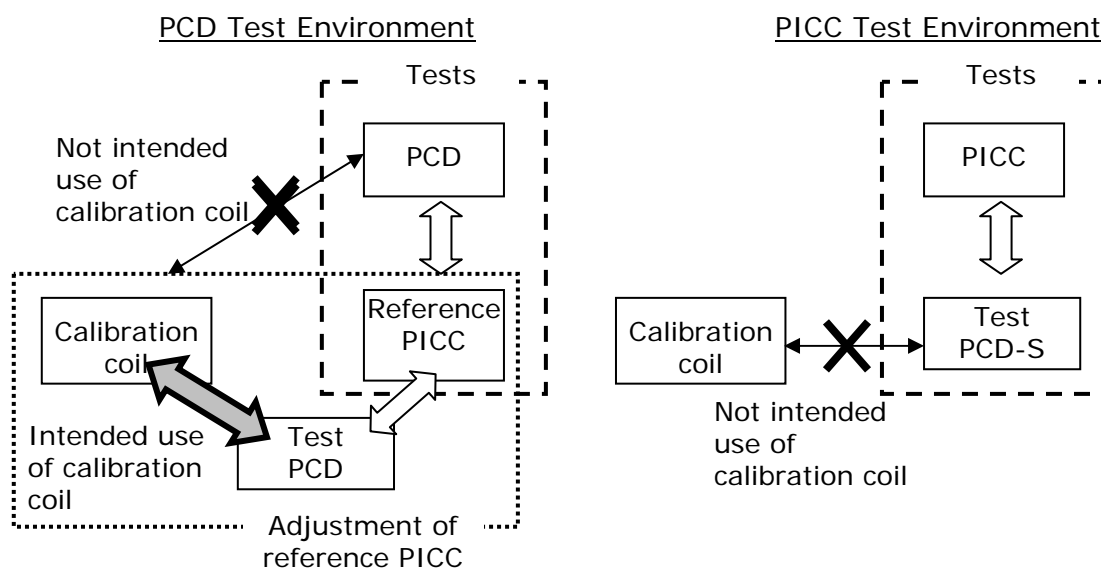 PCD Test Environment
Tests
Not intended
use of
calibration coil
PCD
Calibration
coil
Reference
PICC
Intended use
of calibration
coil
Test
PCD
Adjustment of
reference PICC
PICC Test Environment
Tests
PICC
Calibration
coil
Test
PCD-S
Not intended
use of
calibration coil